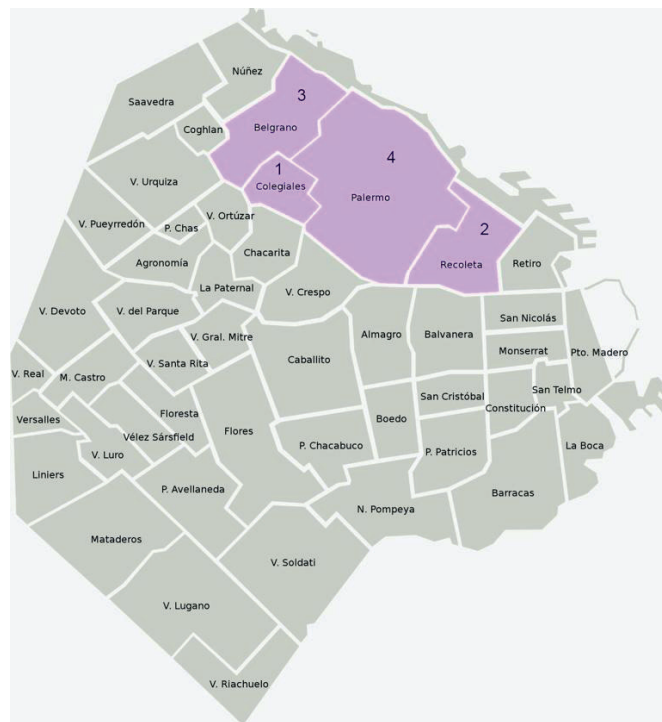 Núñez
3
Saavedra
Belgrano
Coghlan
4
1
V. Urquiza
Colegiales
Palermo
V. Ortúzar
V. Pueyrredón
P. Chas
2
Chacarita
Agronomía
Recoleta
Retiro
La Paternal
V. Crespo
V. Devoto
V. del Parque
San Nicolás
V. Gral. Mitre
Almagro
Balvanera
Caballito
Monserrat
Pto. Madero
V. Santa Rita
V. Real
M. Castro
San Telmo
San Cristóbal
Constitución
Floresta
Versalles
Boedo
Flores
Vélez Sársfield
P. Chacabuco
La Boca
P. Patricios
V. Luro
Liniers
P. Avellaneda
Barracas
N. Pompeya
Mataderos
V. Soldati
V. Lugano
V. Riachuelo